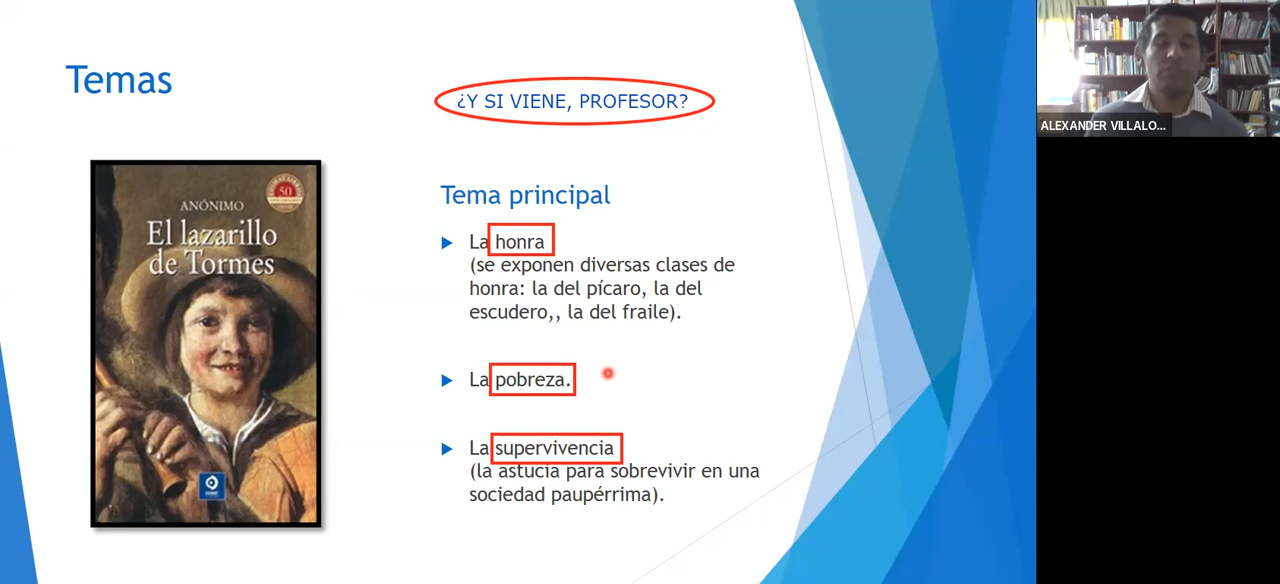 Temas
¿Y SI VIENE, PROFESOR?
ANÓNIMO
El lazarillo
de Tormes
50
Tema principal
La honra
(se exponen diversas clases de
honra: la del pícaro, la del
escudero,, la del fraile).
La pobreza.
La supervivencia
(la astucia para sobrevivir en una
sociedad paupérrima).
ALEXANDER VILLALO...